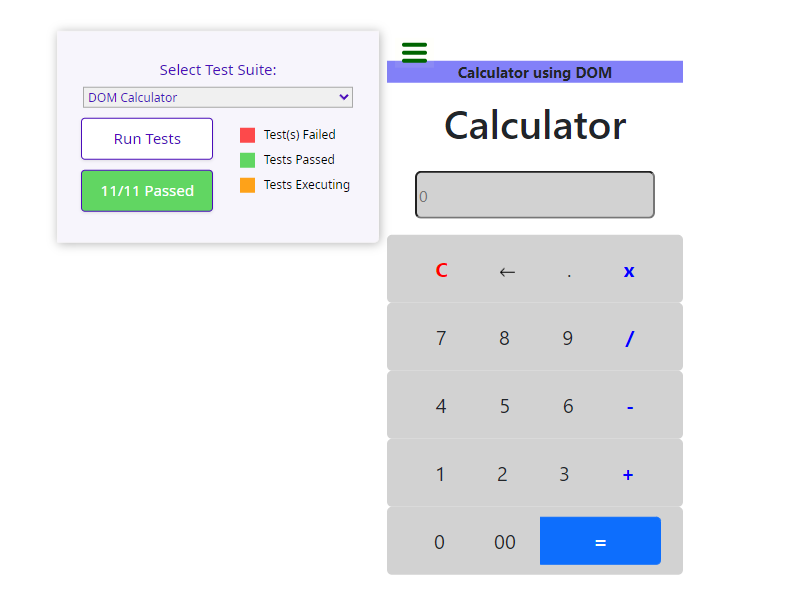 Select Test Suite:
DOM Calculator
Run Tests
Test(s) Failed
Tests Passed
Tests Executing
11/11 Passed
Calculator using DOM
Calculator
0
C ← . x
7 8 9 /
4 5 6 -
1 2 3 +
0 00 =